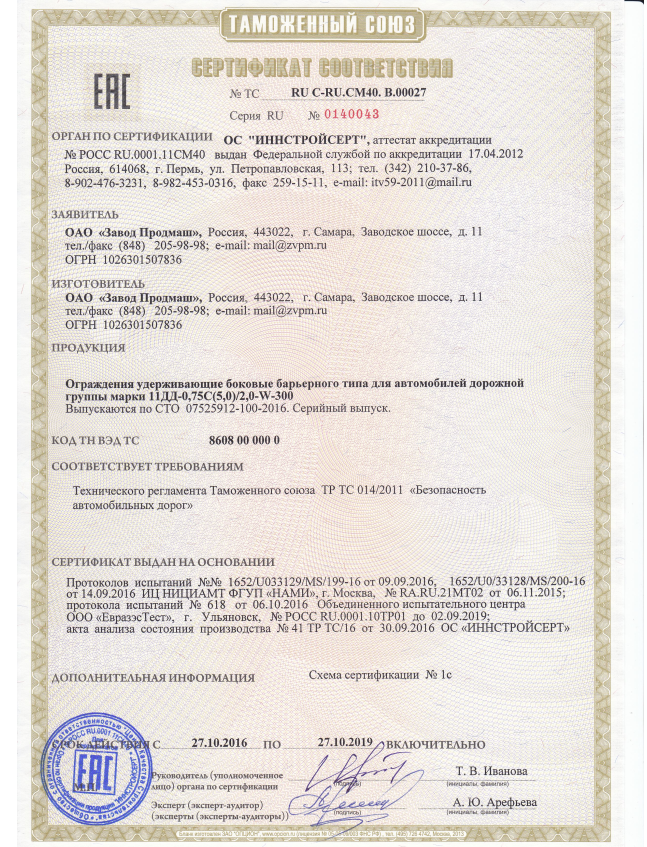 ТАМОЖЕННЫЙ СОЮЗ
СЕРТИФИКАТ СООТВЕТСТВИЯ
ЕАС
№ ТС RU С-RU.СМ40. В.00027
Серия RU № 0140043
ОРГАН ПО СЕРТИФИКАЦИИ ОС "ИННСТРОЙСЕРТ", аттестат аккредитации
№ РОСС RU.0001.11СМ40 выдан Федеральной службой по аккредитации 17.04.2012
Россия, 614068, г. Пермь, ул. Петропавловская, 113; тел. (342) 210-37-86,
8-902-476-3231, 8-982-453-0316, факс 259-15-11, e-mail: itv59-2011@mail.ru
ЗАЯВИТЕЛЬ
ОАО «Завод Продмаш», Россия, 443022, г. Самара, Заводское шоссе, д. 11
тел./факс (848) 205-98-98; e-mail: mail@zvpm.ru
ОГРН 1026301507836
ИЗГОТОВИТЕЛЬ
ОАО «Завод Продмаш», Россия, 443022, г. Самара, Заводское шоссе, д. 11
тел./факс (848) 205-98-98; e-mail: mail@zvpm.ru
ОГРН 1026301507836
ПРОДУКЦИЯ
Ограждения удерживающие боковые барьерного типа для автомобилей дорожной
группы марки 11ДД-0,75С(5,0)/2,0-W-300
Выпускаются по СТО 07525912-100-2016. Серийный выпуск.
КОД ТН ВЭД ТС 8608 00 000 0
СООТВЕТСТВУЕТ ТРЕБОВАНИЯМ
Технического регламента Таможенного союза ТР ТС 014/2011 «Безопасность
автомобильных дорог»
СЕРТИФИКАТ ВЫДАН НА ОСНОВАНИИ
Протоколов испытаний №№ 1652/U033129/MS/199-16 от 09.09.2016, 1652/U0/33128/MS/200-16
от 14.09.2016 ИЦ НИЦИАМТ ФГУП «НАМИ», г. Москва, № RA.RU.21МТ02 от 06.11.2015;
протокола испытаний № 618 от 06.10.2016 Объединенного испытательного центра
ООО «ЕвразэсТест», г. Ульяновск, № РОСС RU.0001.10ТР01 до 02.09.2019;
акта анализа состояния производства № 41 ТР ТС/16 от 30.09.2016 ОС «ИННСТРОЙСЕРТ»
ДОПОЛНИТЕЛЬНАЯ ИНФОРМАЦИЯ Схема сертификации № 1с
СРОК ДЕЙСТВИЯ С 27.10.2016 ПО 27.10.2019 ВКЛЮЧИТЕЛЬНО
ЕАС
М.П.
Руководитель (уполномоченное
лицо) органа по сертификации
(подпись)
Т. В. Иванова
(инициалы, фамилия)
Эксперт (эксперт-аудитор)
(эксперты (эксперты-аудиторы))
(подпись)
А. Ю. Арефьева
(инициалы, фамилия)